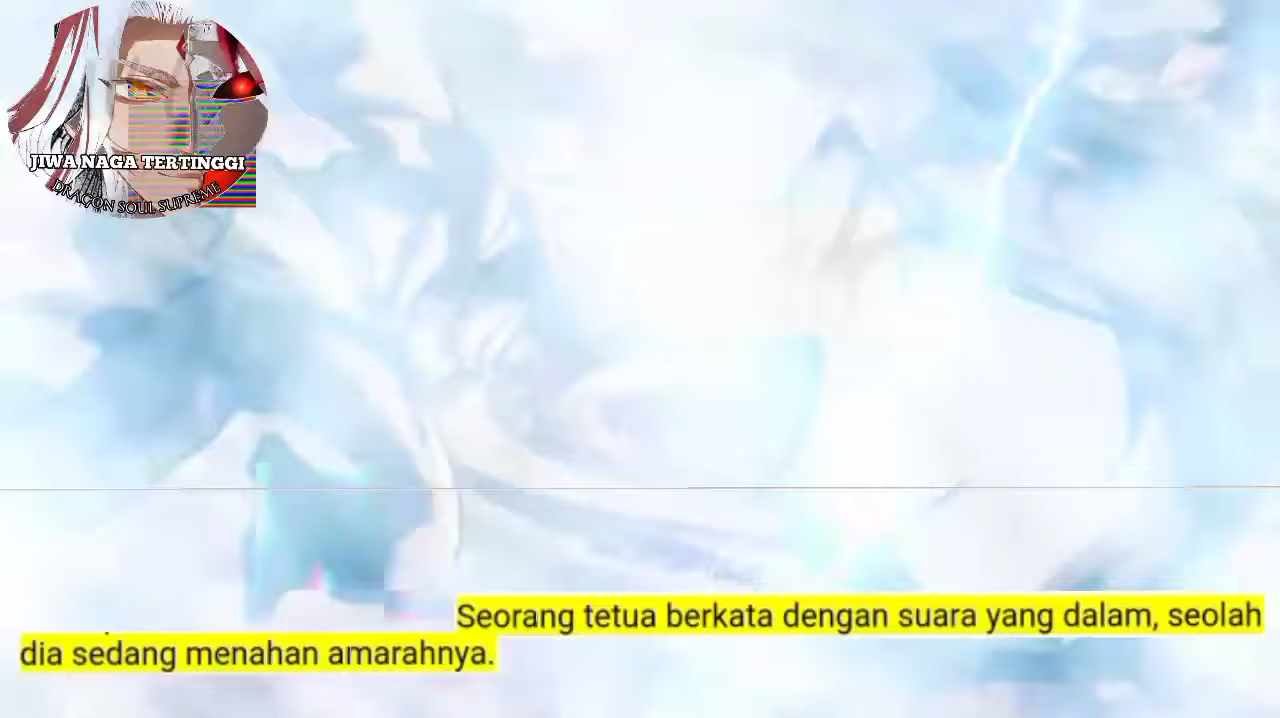 JIWA NAGA TERTINGGI
DRAGON SOUL SUPREME
Seorang tetua berkata dengan suara yang dalam, seolah
dia sedang menahan amarahnya.